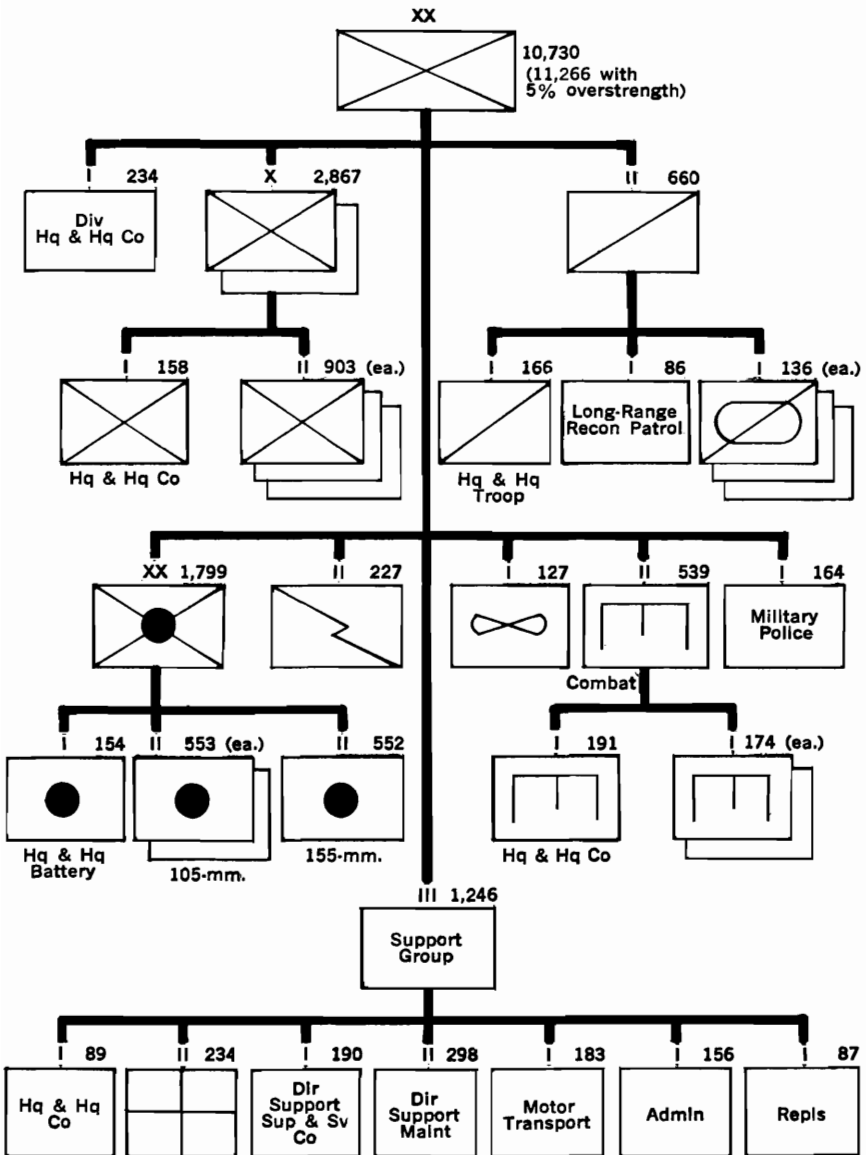 XX
10,730
(11,266 with
5% overstrength)
I 234
Div
Hq & Hq Co
X 2,867
II 660
I 158
Hq & Hq Co
II 903 (ea.)
I 166
Hq & Hq
Troop
I 86
Long-Range
Recon Patrol
I 136 (ea.)
XX 1,799
II 227
I 127
II 539
Combat
I 164
Military
Police
I 154
Hq & Hq
Battery
II 553 (ea.)
105-mm.
II 552
155-mm.
I 191
Hq & Hq Co
I 174 (ea.)
III 1,246
Support
Group
I 89
Hq & Hq
Co
II 234
I 190
Dir
Support
Sup & Sv
Co
II 298
Dir
Support
Maint
I 183
Motor
Transport
I 156
Admin
I 87
Repls